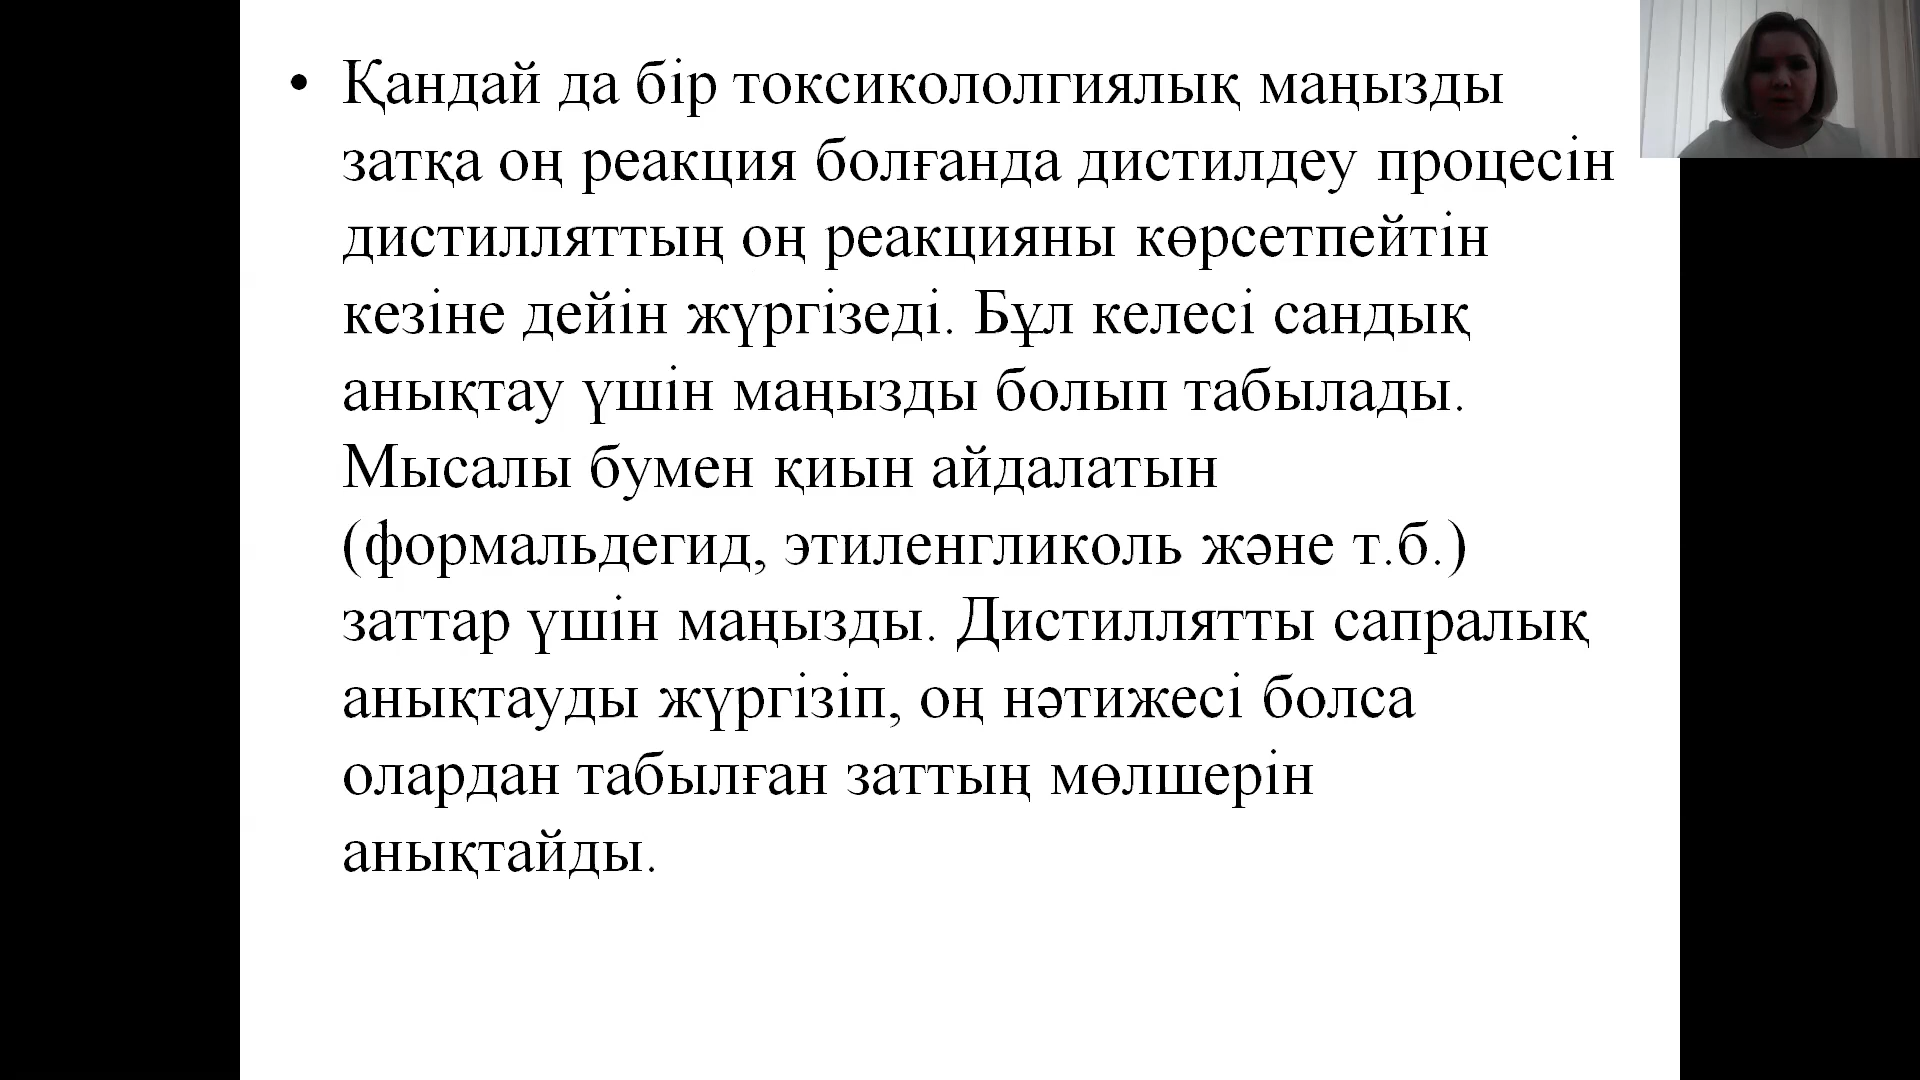 • Қандай да бір токсикололгиялық маңызды
затқа оң реакция болғанда дистилдеу процесін
дистилляттың оң реакцияны көрсетпейтін
кезіне дейін жүргізеді. Бұл келесі сандық
анықтау үшін маңызды болып табылады.
Мысалы бумен қиын айдалатын
(формальдегид, этиленгликоль және т.б.)
заттар үшін маңызды. Дистиллятты сапралық
анықтауды жүргізіп, оң нәтижесі болса
олардан табылған заттың мөлшерін
анықтайды.